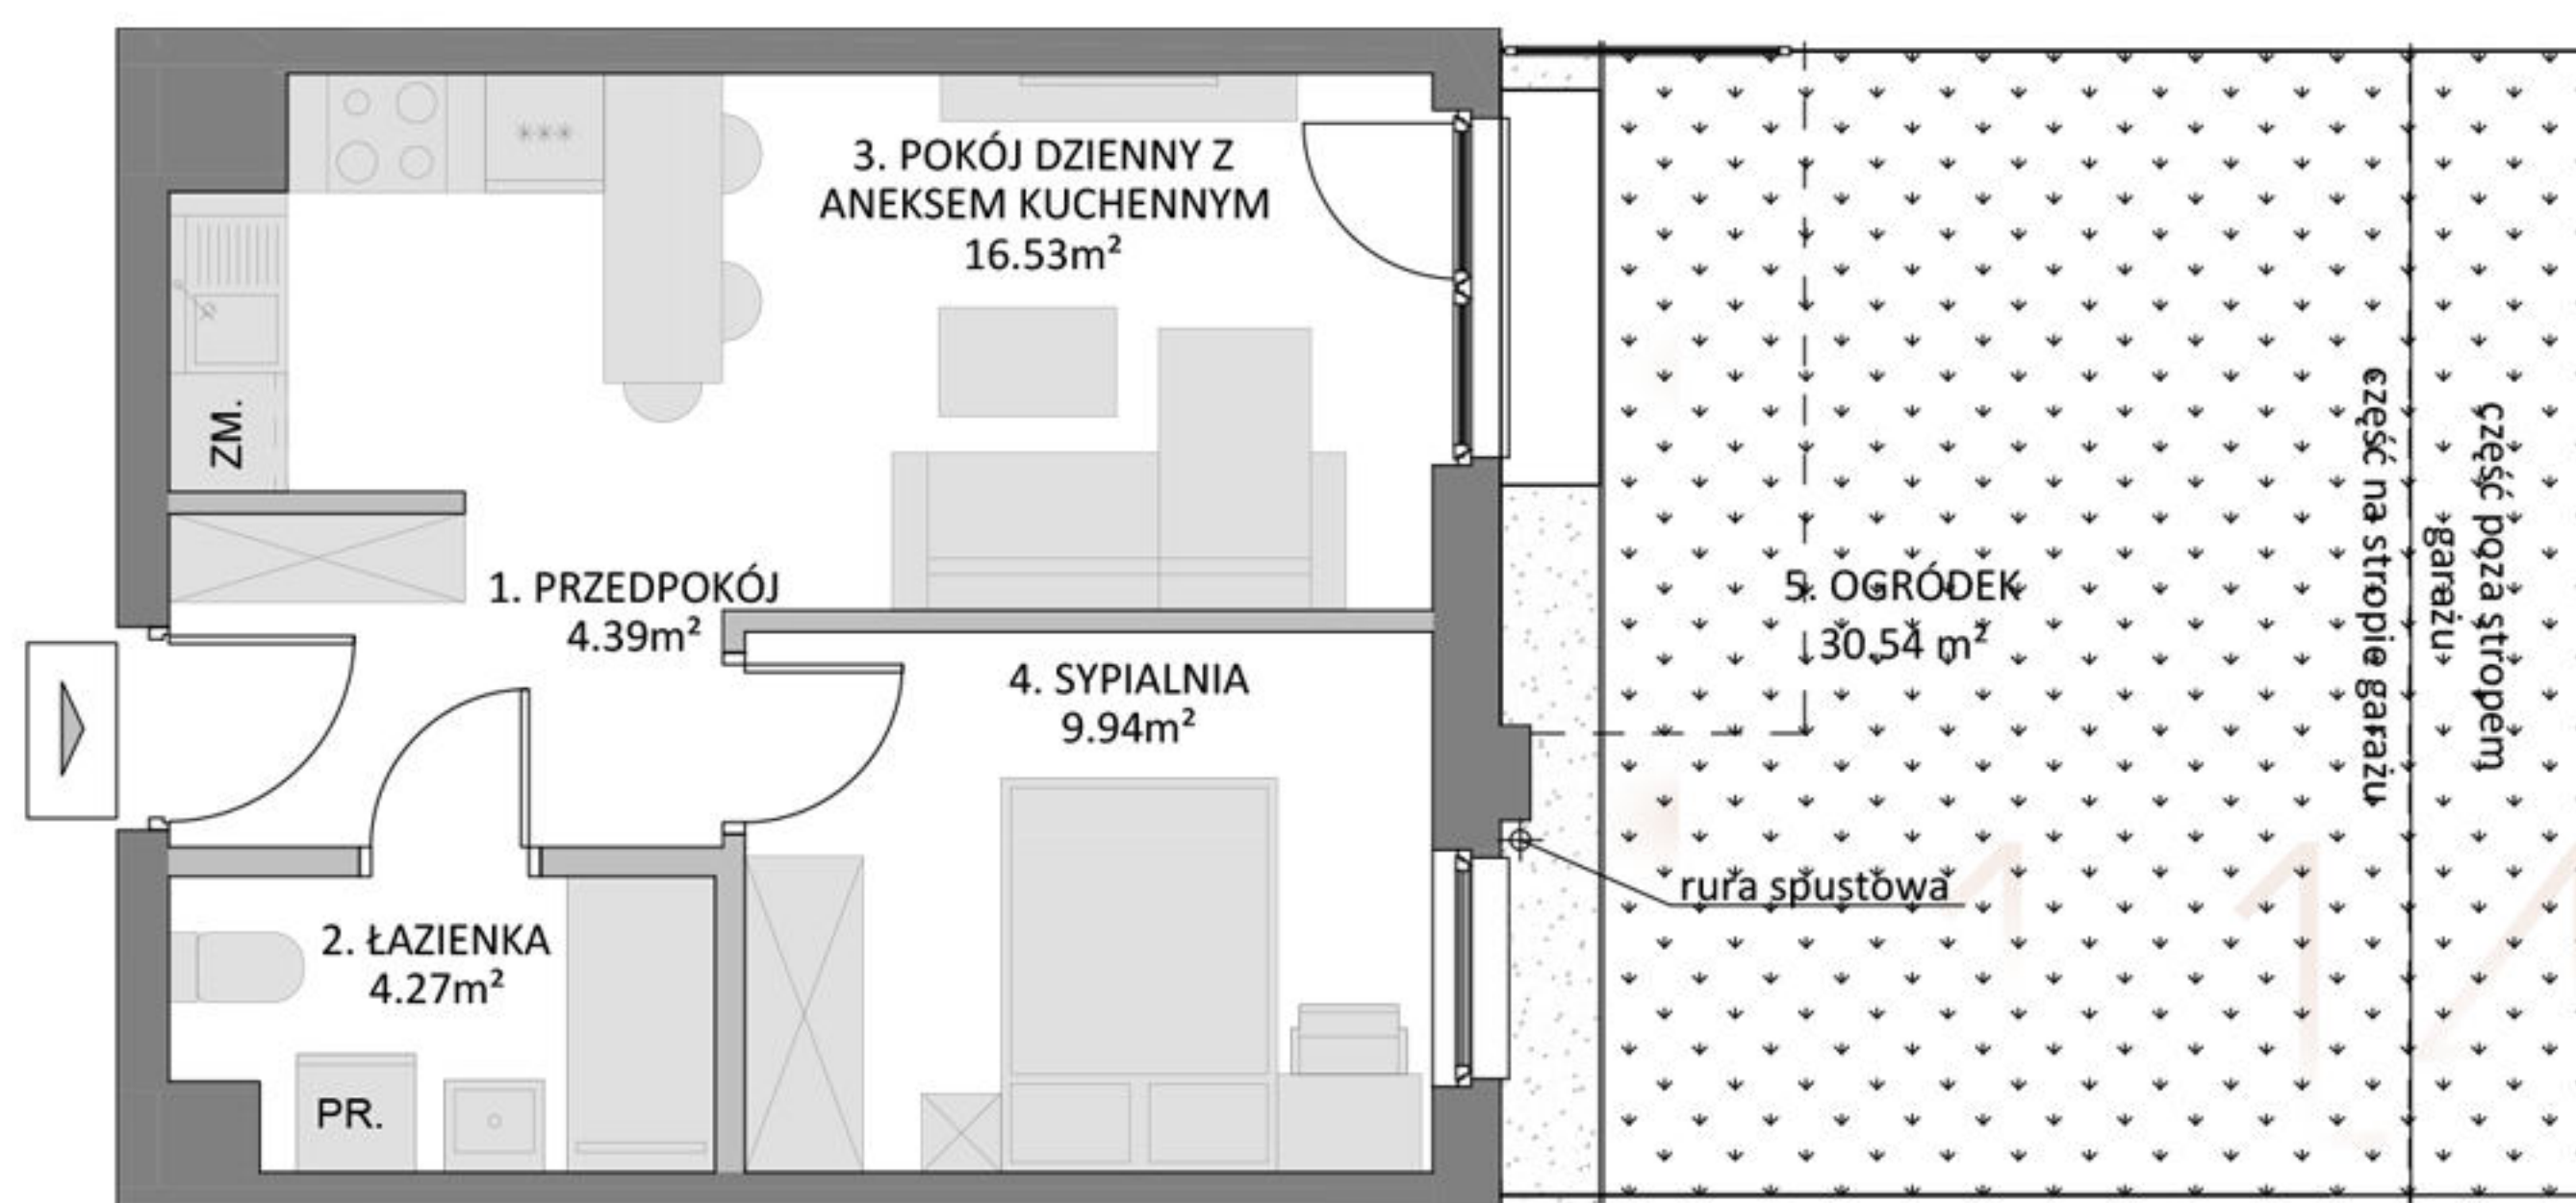 3. POKÓJ DZIENNY Z
ANEKSEM KUCHENNYM
16.53m²
ZM.
1. PRZEDPOKÓJ
4.39m²
4. SYPIALNIA
9.94m²
2. ŁAZIENKA
4.27m²
PR.
5. OGRÓDEK
30.54 m²
rura spustowa
część na stropie garażu
część poza stropem
garażu